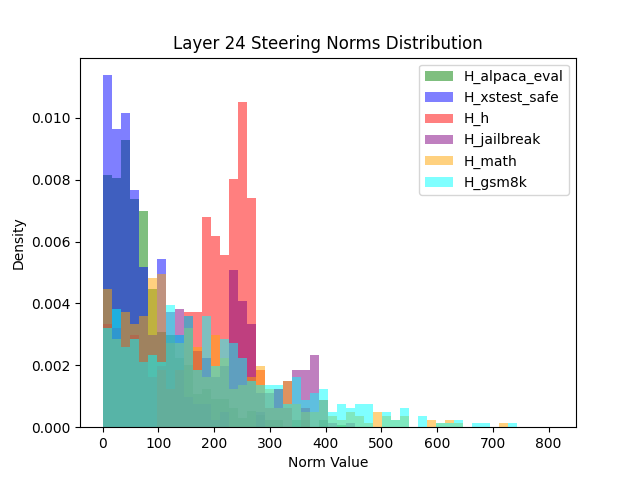 Layer 24 Steering Norms Distribution
Density
0.010
0.008
0.006
0.004
0.002
0.000
H_alpaca_eval
H_xstest_safe
H_h
H_jailbreak
H_math
H_gsm8k
0 100 200 300 400 500 600 700 800
Norm Value